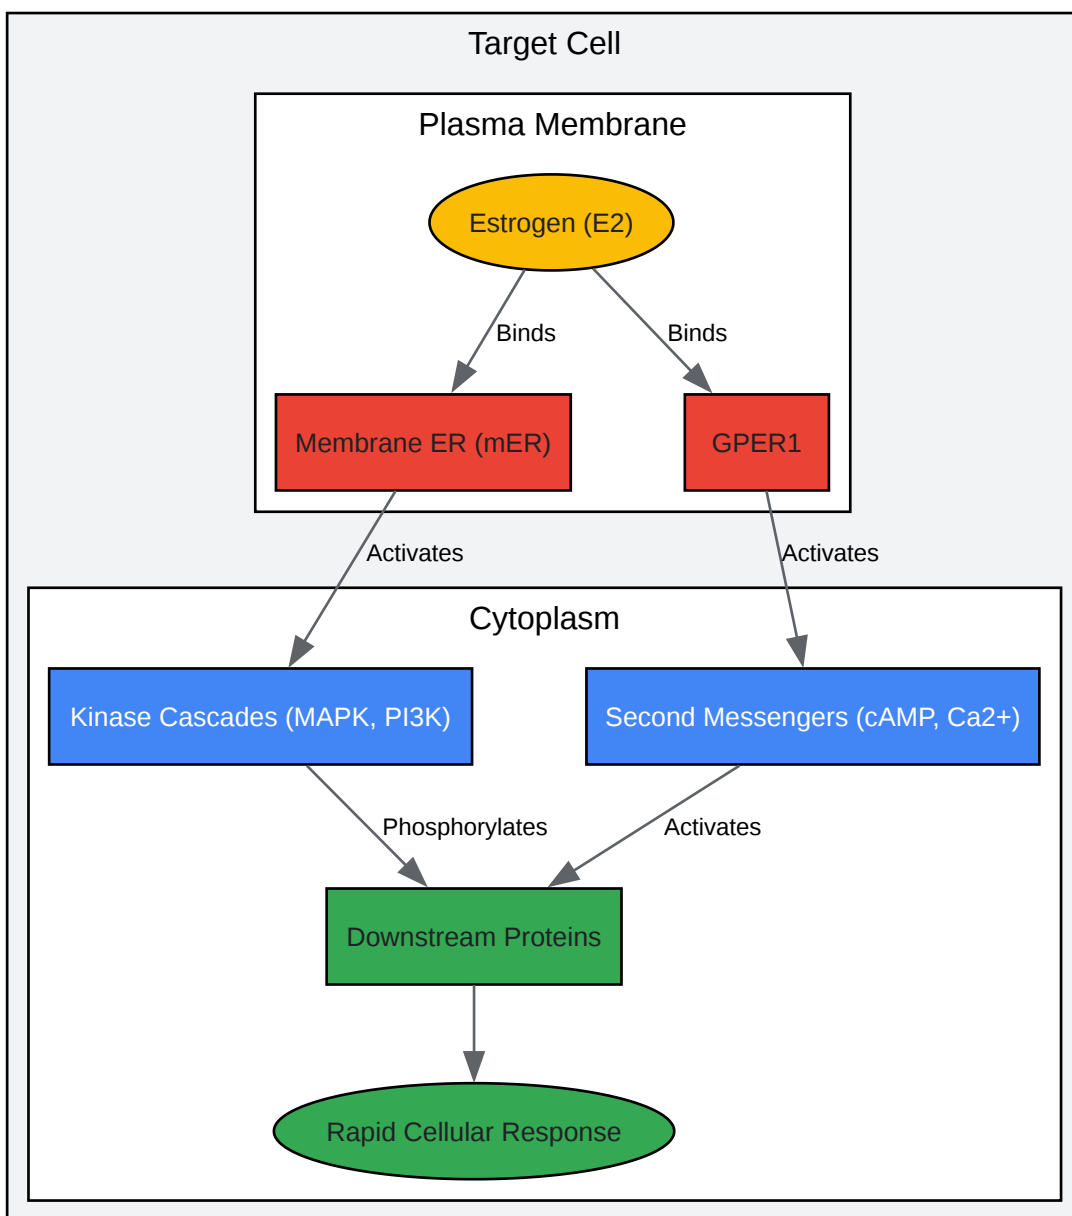 Target Cell
Plasma Membrane
Estrogen (E2)
Binds
Binds
Membrane ER (mER)
GPER1
Activates
Activates
Cytoplasm
Kinase Cascades (MAPK, PI3K)
Second Messengers (cAMP, Ca2+)
Phosphorylates
Activates
Downstream Proteins
Rapid Cellular Response